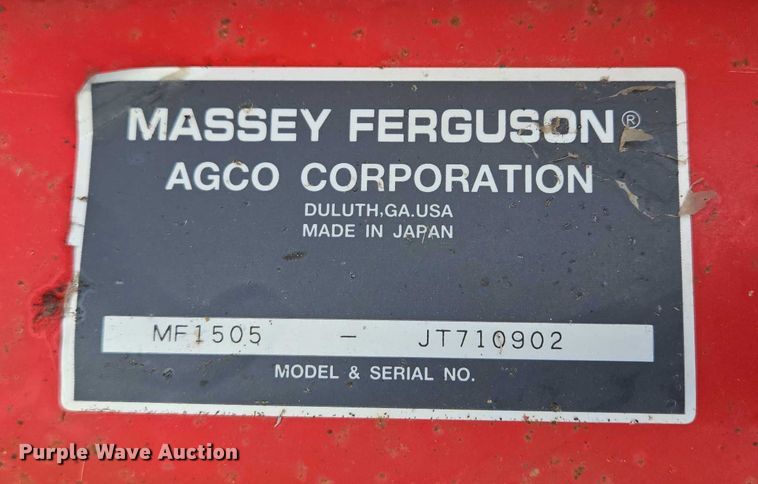 MASSEY FERGUSON®
AGCO CORPORATION
DULUTH,GA.USA
MADE IN JAPAN
MF1505 - JT710902
MODEL & SERIAL NO.
Purple Wave Auction